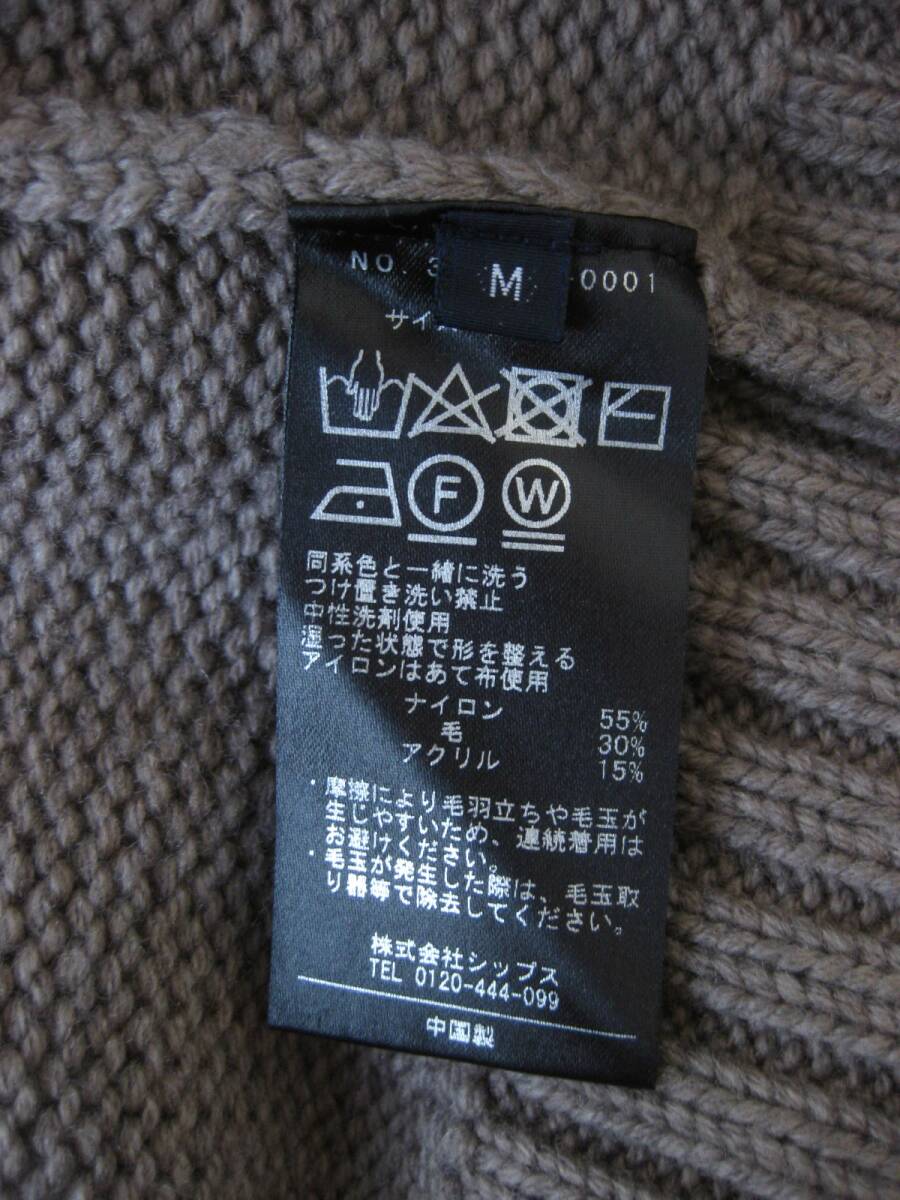 NO. 3
M
0001
サイ
F
W
同系色と一緒に洗う
つけ置き洗い禁止
中性洗剤使用
湿った状態で形を整える
アイロンはあて布使用
ナイロン 55%
毛 30%
アクリル 15%
・摩擦により毛羽立ちや毛玉が
生じやすいため、連続着用は
お避けください。
・毛玉が発生した際は、毛玉取
り器等で除去してください。
株式会社シップス
TEL 0120-444-099
中国製